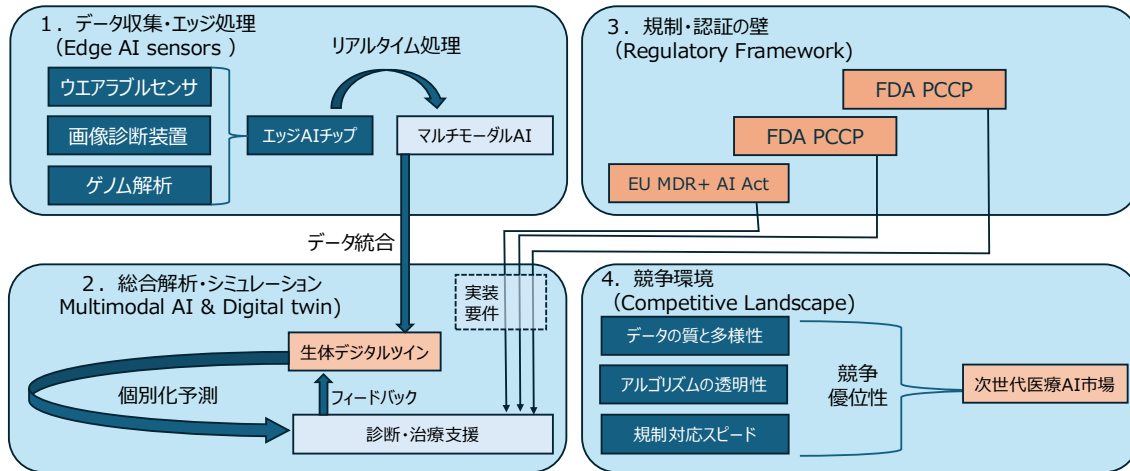 1．データ収集・エッジ処理
（Edge AI sensors ）
リアルタイム処理
ウエアラブルセンサ
画像診断装置
ゲノム解析
エッジAIチップ
マルチモーダルAI
データ統合
3．規制・認証の壁
（Regulatory Framework)
FDA PCCP
FDA PCCP
EU MDR+ AI Act
2．総合解析・シミュレーション
Multimodal AI & Digital twin)
実装
要件
生体デジタルツイン
個別化予測
フィードバック
診断・治療支援
4．競争環境
（Competitive Landscape)
データの質と多様性
アルゴリズムの透明性
規制対応スピード
競争
優位性
次世代医療AI市場